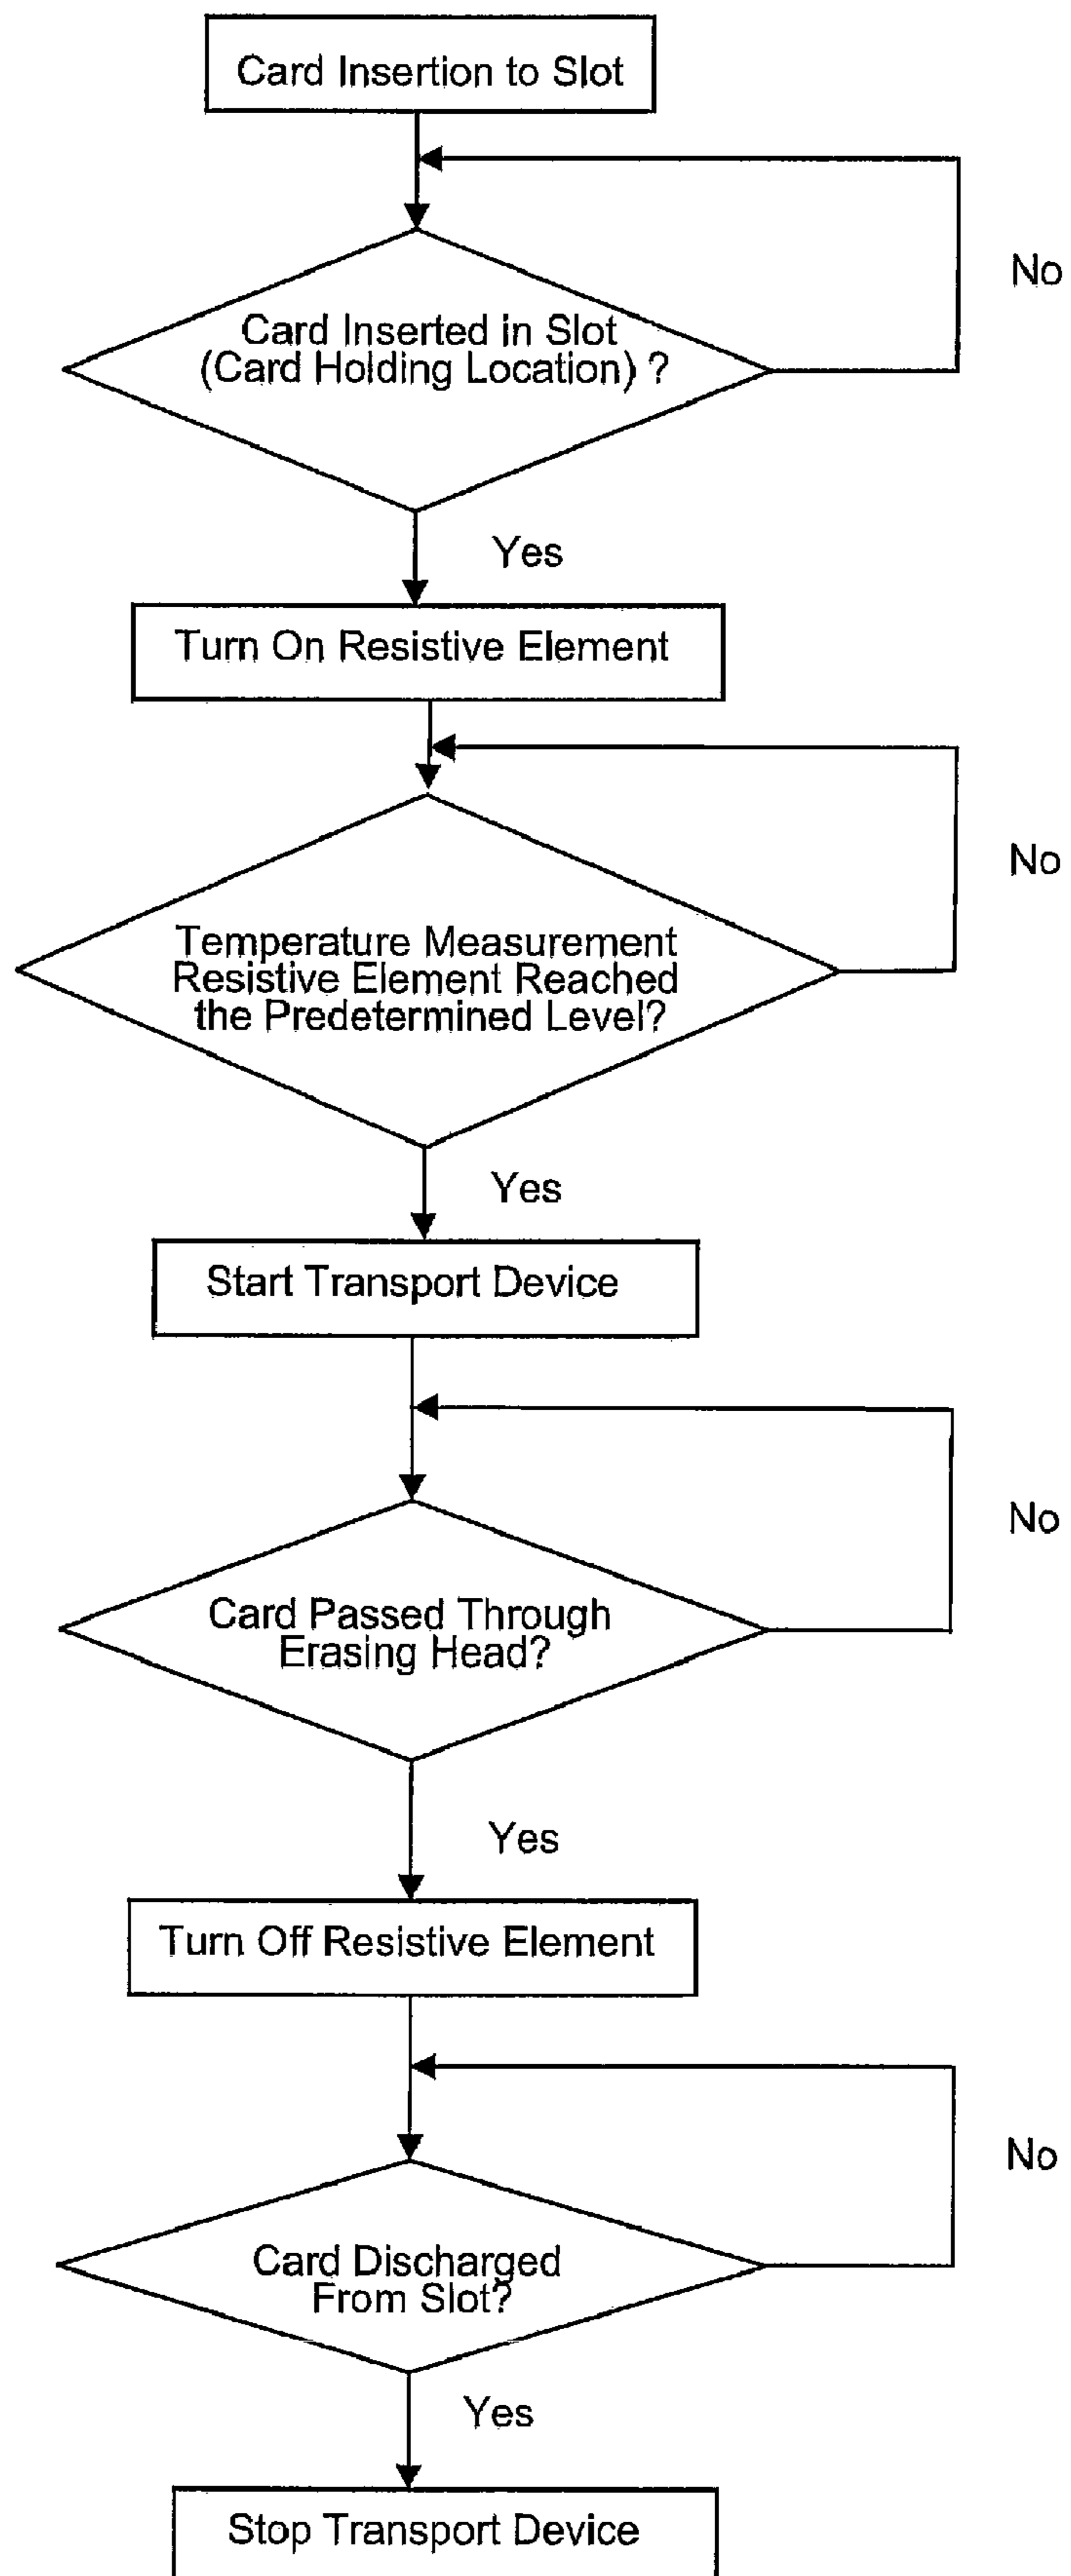 Card Insertion to Slot
No
Card Inserted in Slot
(Card Holding Location) ?
Yes
Turn On Resistive Element
No
Temperature Measurement
Resistive Element Reached
the Predetermined Level?
Yes
Start Transport Device
No
Card Passed Through
Erasing Head?
Yes
Turn Off Resistive Element
No
Card Discharged
From Slot?
Yes
Stop Transport Device